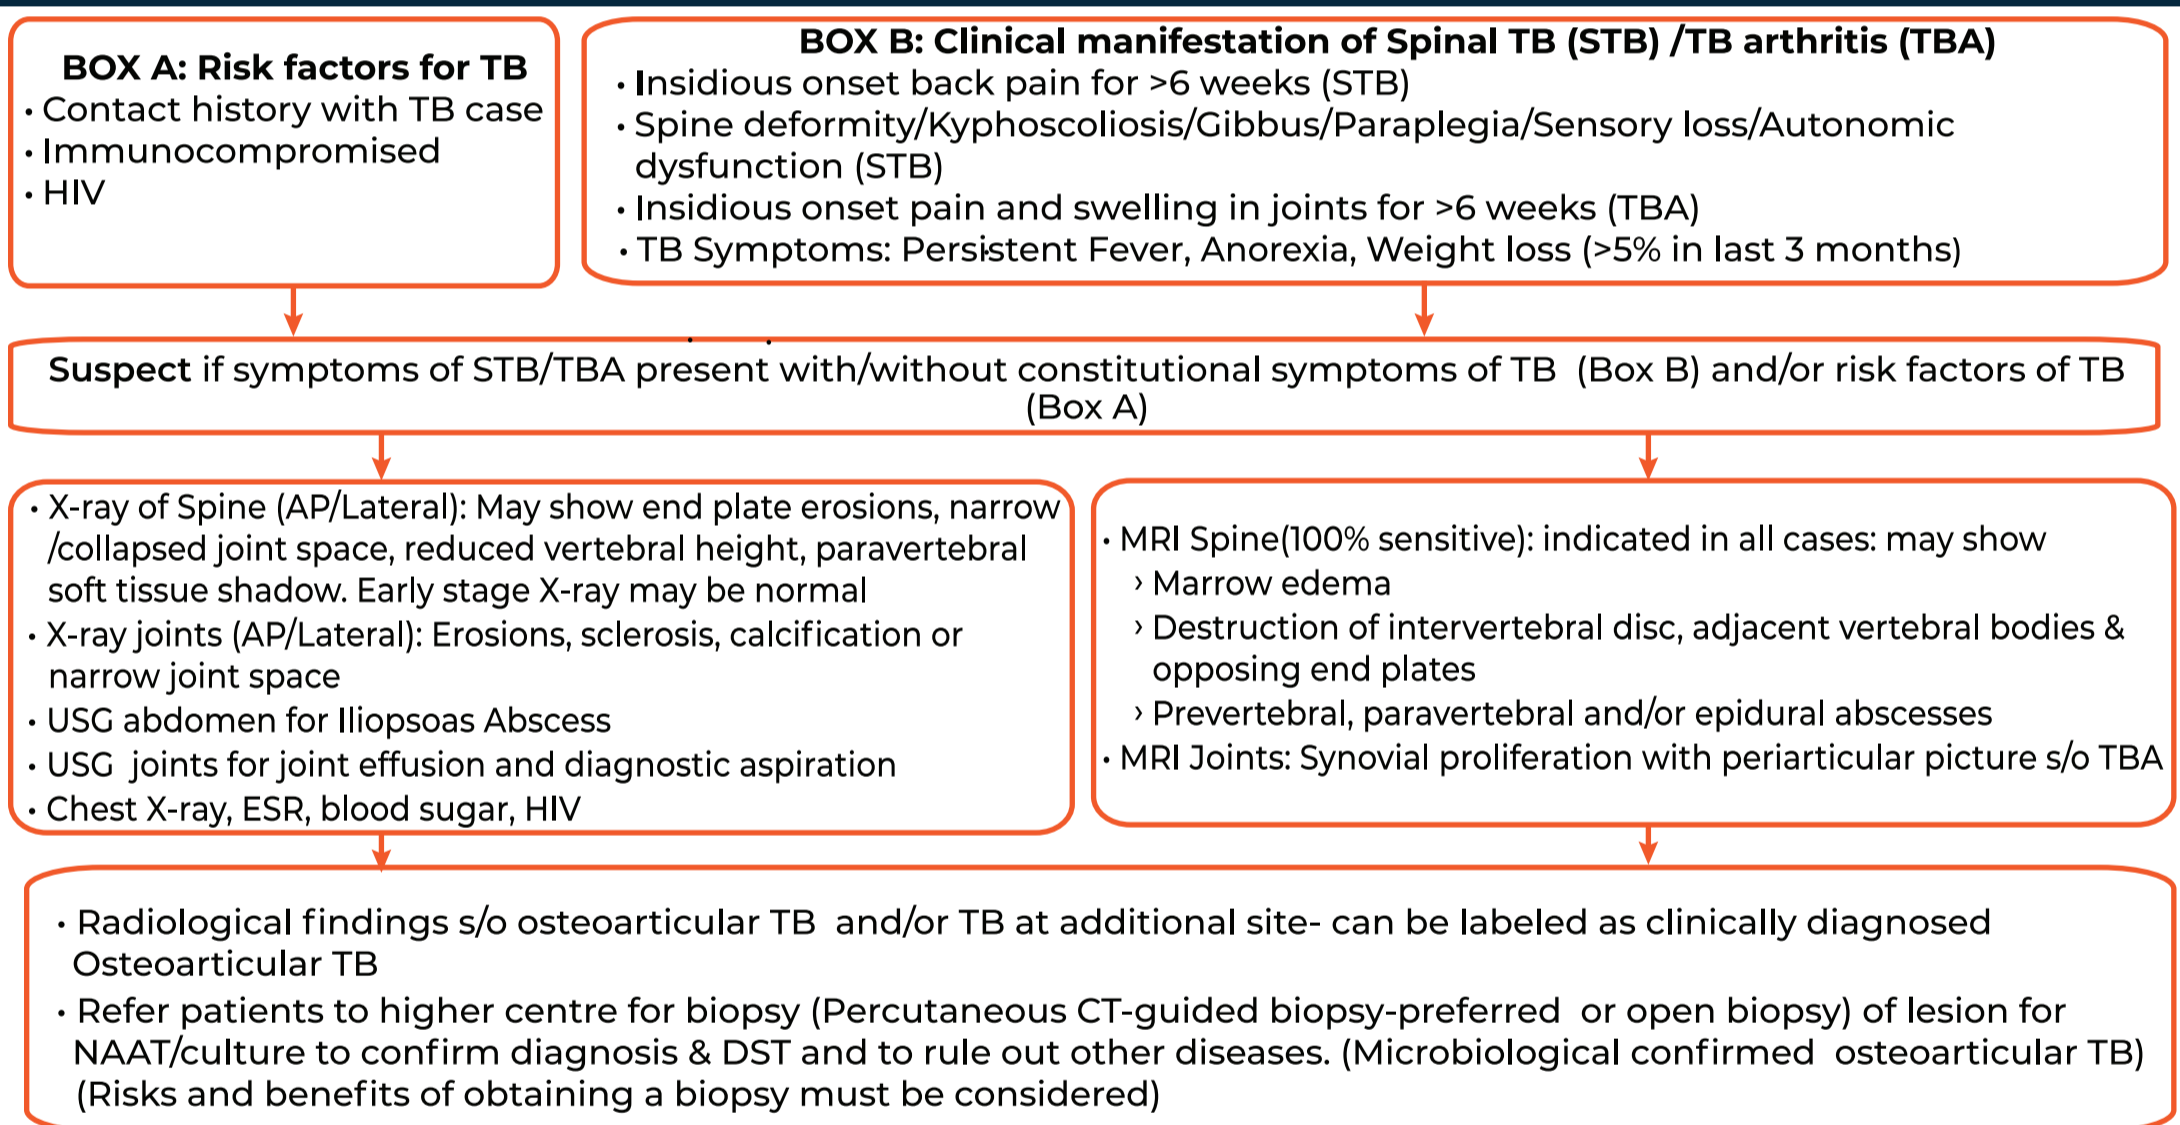 BOX A: Risk factors for TB
• Contact history with TB case
• Immunocompromised
• HIV
BOX B: Clinical manifestation of Spinal TB (STB) /TB arthritis (TBA)
• Insidious onset back pain for >6 weeks (STB)
• Spine deformity/Kyphoscoliosis/Gibbus/Paraplegia/Sensory loss/Autonomic
dysfunction (STB)
• Insidious onset pain and swelling in joints for >6 weeks (TBA)
• TB Symptoms: Persistent Fever, Anorexia, Weight loss (>5% in last 3 months)
Suspect if symptoms of STB/TBA present with/without constitutional symptoms of TB (Box B) and/or risk factors of TB
(Box A)
• X-ray of Spine (AP/Lateral): May show end plate erosions, narrow
/collapsed joint space, reduced vertebral height, paravertebral
soft tissue shadow. Early stage X-ray may be normal
• X-ray joints (AP/Lateral): Erosions, sclerosis, calcification or
narrow joint space
• USG abdomen for Iliopsoas Abscess
• USG joints for joint effusion and diagnostic aspiration
• Chest X-ray, ESR, blood sugar, HIV
• MRI Spine(100% sensitive): indicated in all cases: may show
› Marrow edema
› Destruction of intervertebral disc, adjacent vertebral bodies &
opposing end plates
› Prevertebral, paravertebral and/or epidural abscesses
• MRI Joints: Synovial proliferation with periarticular picture s/o TBA
• Radiological findings s/o osteoarticular TB and/or TB at additional site- can be labeled as clinically diagnosed
Osteoarticular TB
• Refer patients to higher centre for biopsy (Percutaneous CT-guided biopsy-preferred or open biopsy) of lesion for
NAAT/culture to confirm diagnosis & DST and to rule out other diseases. (Microbiological confirmed osteoarticular TB)
(Risks and benefits of obtaining a biopsy must be considered)